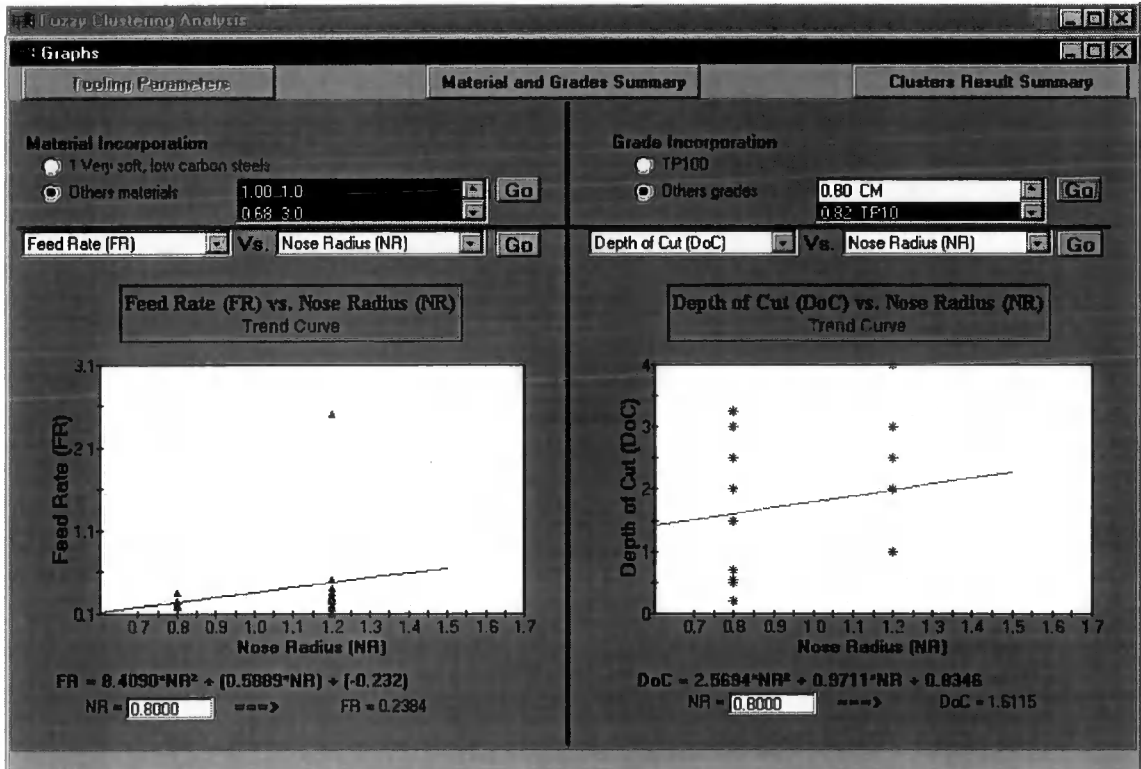 Fuzzy Clustering Analysis
Graphs
Tooling Parameters
Material and Grades Summary
Clusters Result Summary
Material Incorporation
1 Very soft, low carbon steels
Others materials
1.00 1.0
0.68 3.0
Go
Grade Incorporation
TP100
Others grades
0.80 CM
0.82 TP10
Go
Feed Rate (FR)
Vs.
Nose Radius (NR)
Go
Depth of Cut (DoC)
Vs.
Nose Radius (NR)
Go
Feed Rate (FR) vs. Nose Radius (NR)
Trend Curve
3.1
2.1
1.1
0.1
Feed Rate (FR)
0.7 0.8 0.9 1.0 1.1 1.2 1.3 1.4 1.5 1.6 1.7
Nose Radius (NR)
FR = 8.4090*NR² + (0.5889*NR) + (-0.232)
NR = 0.8000 ===> FR = 0.2384
Depth of Cut (DoC) vs. Nose Radius (NR)
Trend Curve
4
3
2
1
0
Depth of Cut (DoC)
0.7 0.8 0.9 1.0 1.1 1.2 1.3 1.4 1.5 1.6 1.7
Nose Radius (NR)
DoC = 2.5694*NR² + 0.9711*NR + 0.8346
NR = 0.8000 ===> DoC = 1.6115